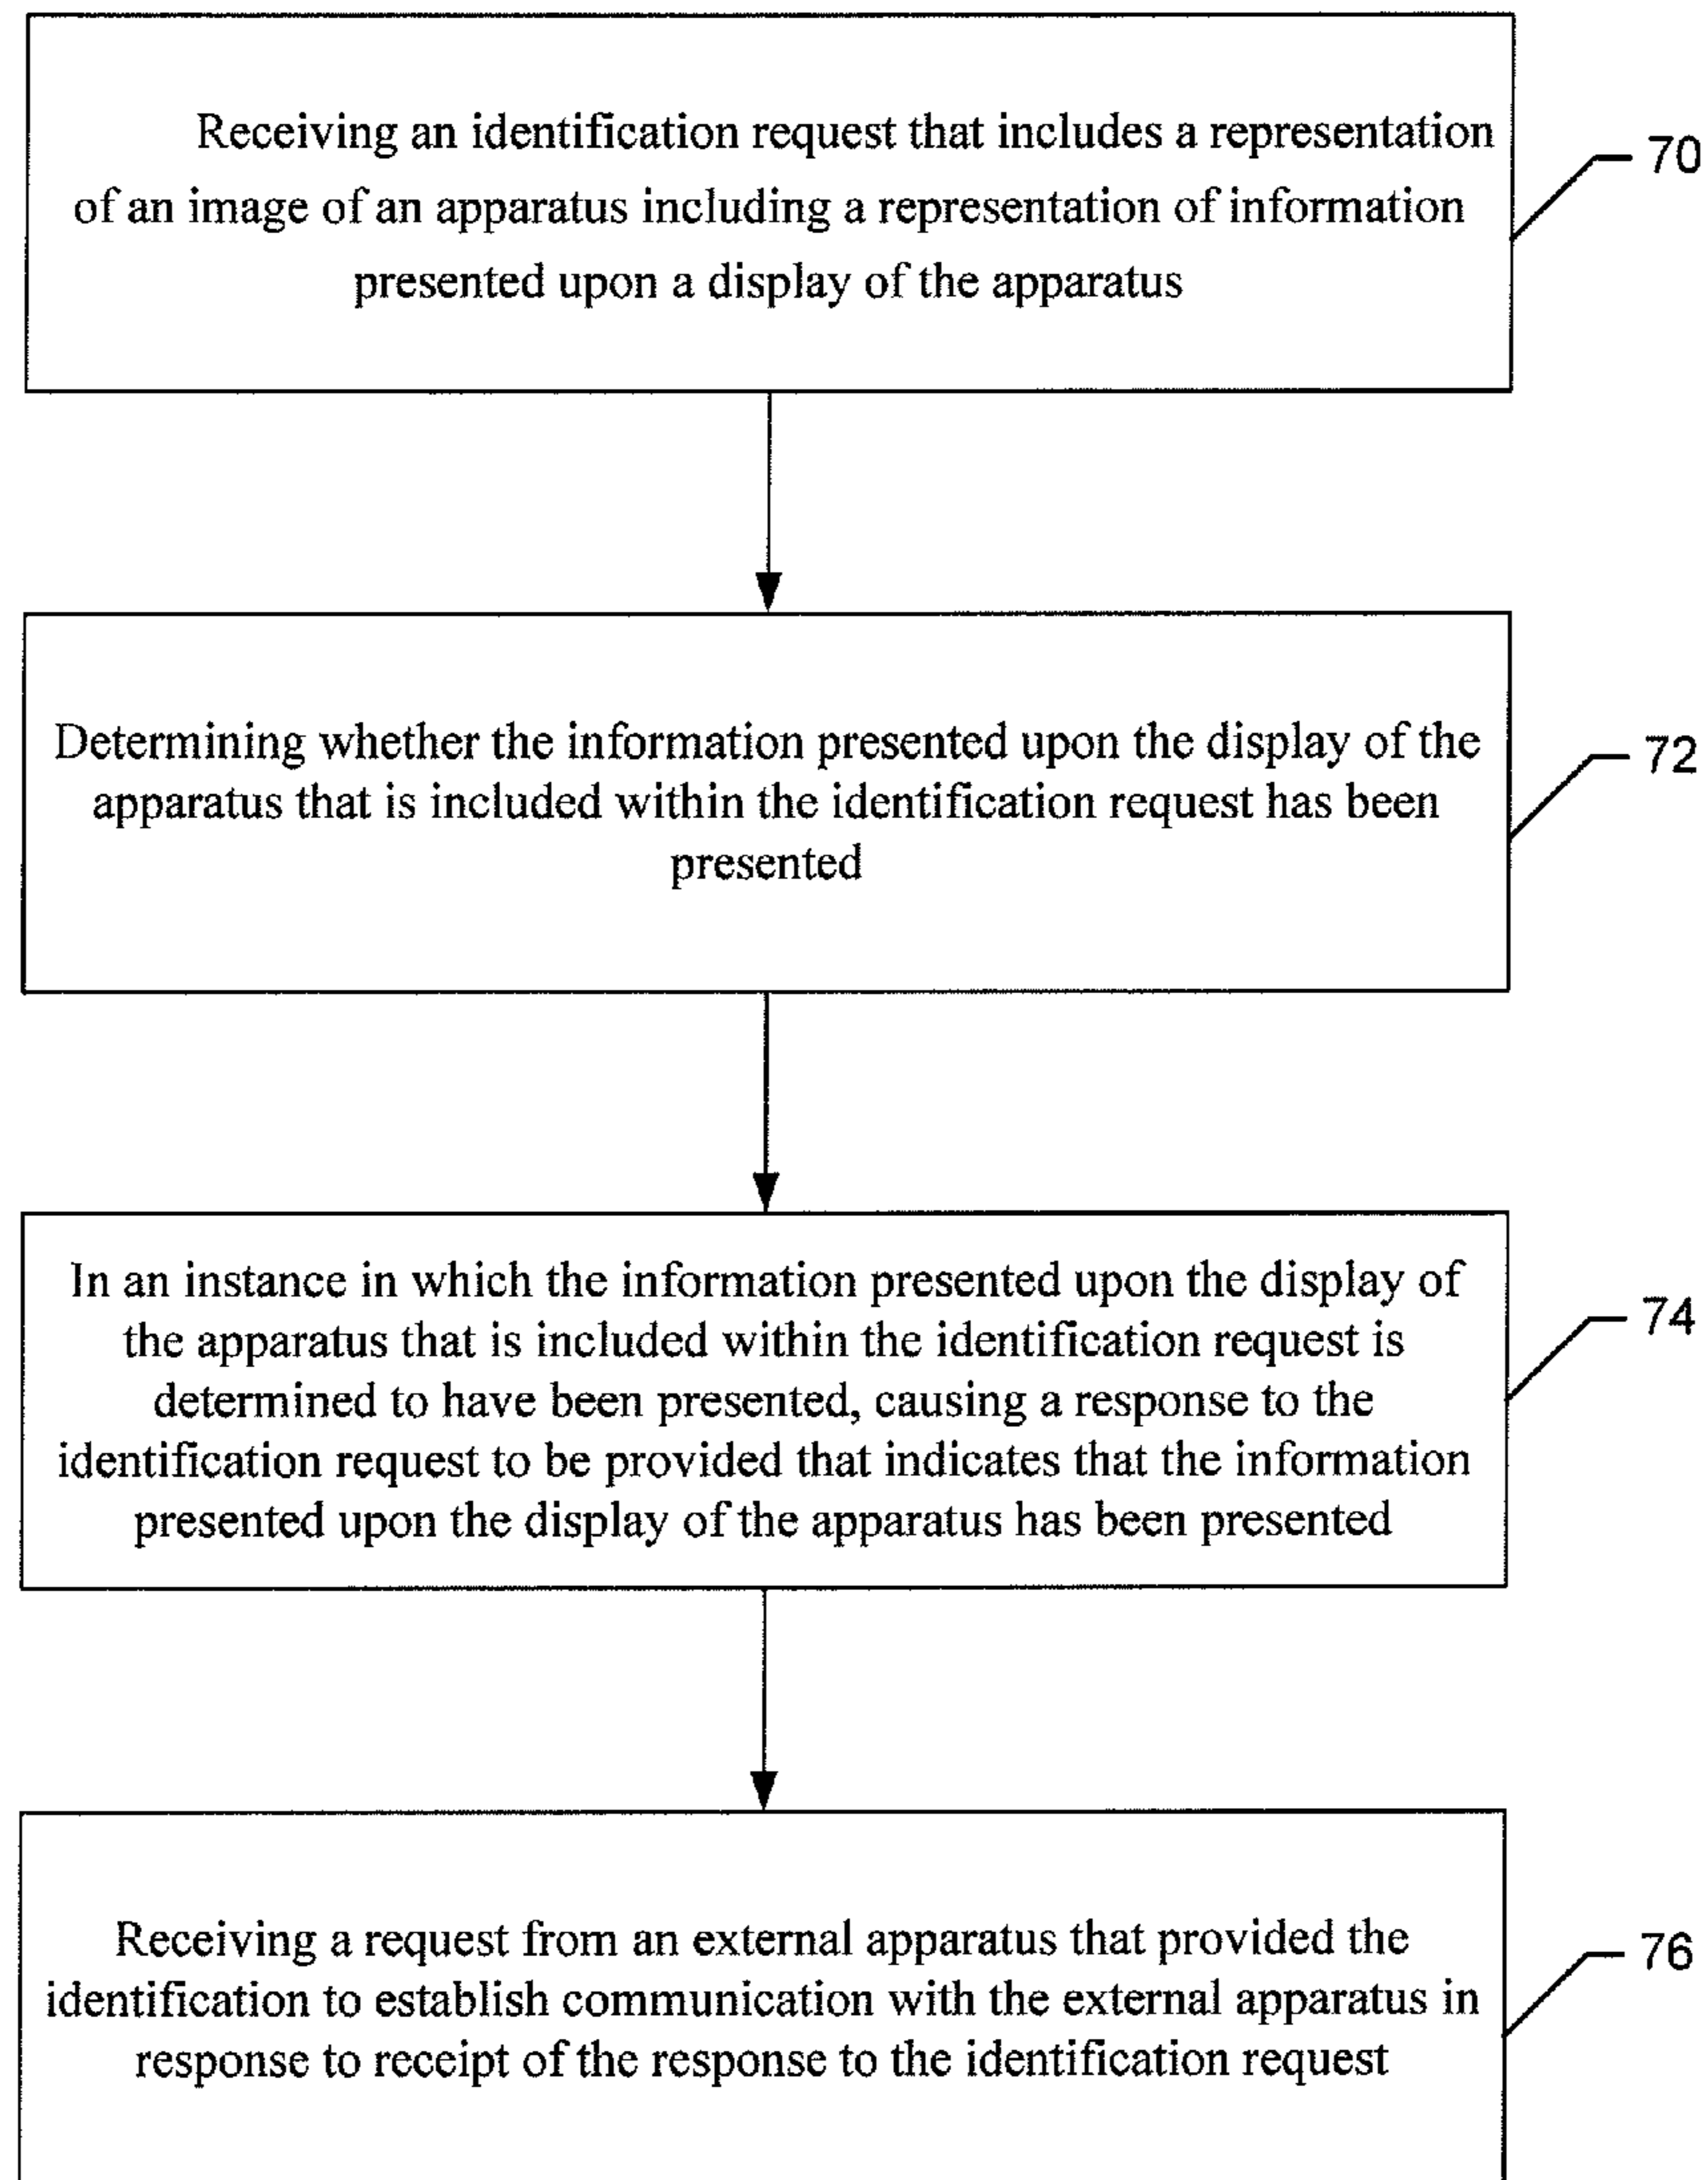 Receiving an identification request that includes a representation
of an image of an apparatus including a representation of information
presented upon a display of the apparatus
70
Determining whether the information presented upon the display of the
apparatus that is included within the identification request has been
presented
72
In an instance in which the information presented upon the display of
the apparatus that is included within the identification request is
determined to have been presented, causing a response to the
identification request to be provided that indicates that the information
presented upon the display of the apparatus has been presented
74
Receiving a request from an external apparatus that provided the
identification to establish communication with the external apparatus in
response to receipt of the response to the identification request
76